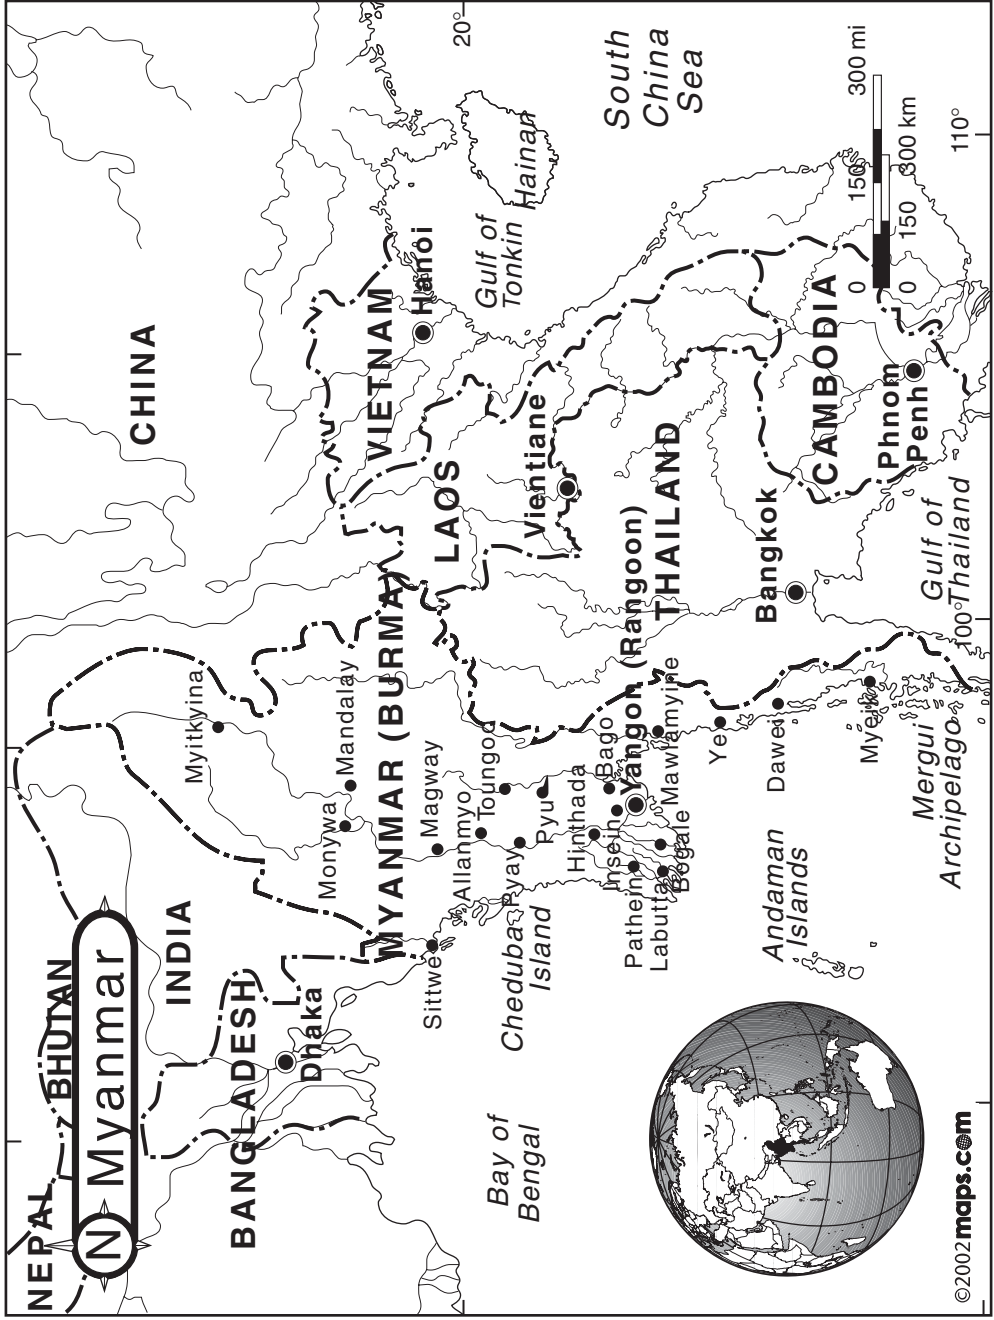 NEPAL
BHUTAN
N Myanmar
INDIA
CHINA
BANGLADESH
Dhaka
Myitkyina
Monywa
Mandalay
MYANMAR (BURMA)
VIETNAM
Hanoi
LAOS
Sittwe
Magway
Allanmyo
Toungoo
Pyay
Pyu
Cheduba
Island
Hinthada
Insein
Bago
Yangon (Rangoon)
Pathein
Labutta
Bogale
Mawlamyine
Ye
Dawei
Myeik
Vientiane
THAILAND
Bangkok
CAMBODIA
Phnom
Penh
Gulf of
Tonkin
Hainan
South
China
Sea
Bay of
Bengal
Andaman
Islands
Mergui
Archipelago
Gulf of
Thailand
20°
100°
110°
0 150 300 mi
0 150 300 km
©2002 maps.com